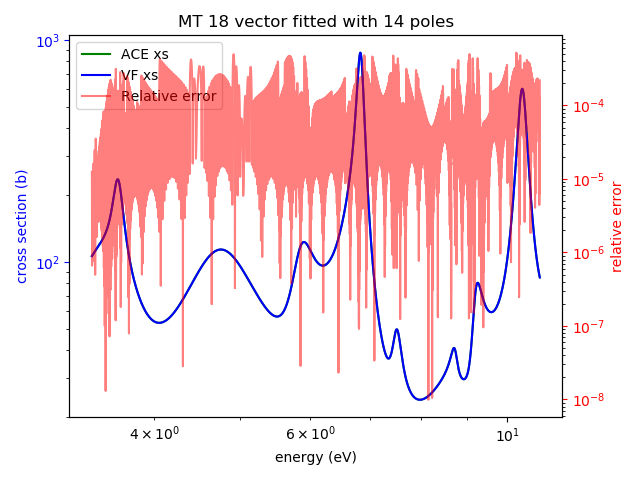 MT 18 vector fitted with 14 poles
ACE xs
VF xs
Relative error
cross section (b)
10³
10²
relative error
10⁻⁴
10⁻⁵
10⁻⁶
10⁻⁷
10⁻⁸
4 × 10⁰
6 × 10⁰
10¹
energy (eV)